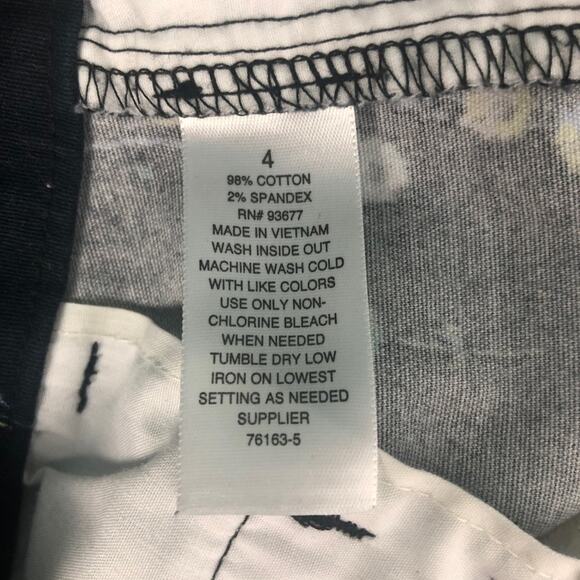 4
98% COTTON
2% SPANDEX
RN# 93677
MADE IN VIETNAM
WASH INSIDE OUT
MACHINE WASH COLD
WITH LIKE COLORS
USE ONLY NON-
CHLORINE BLEACH
WHEN NEEDED
TUMBLE DRY LOW
IRON ON LOWEST
SETTING AS NEEDED
SUPPLIER
76163-5